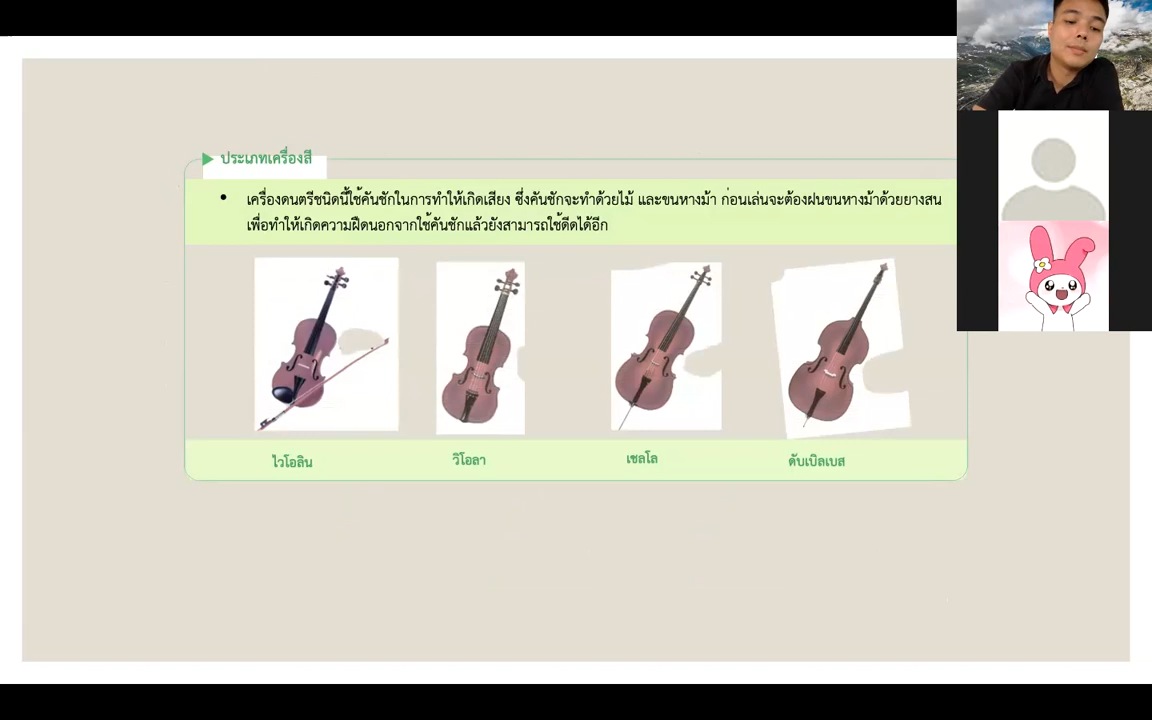 ประเภทเครื่องสี
เครื่องดนตรีชนิดนี้ใช้คันชักในการทำให้เกิดเสียง ซึ่งคันชักจะทำด้วยไม้ และขนหางม้า ก่อนเล่นจะต้องฝนขนหางม้าด้วยยางสน
เพื่อทำให้เกิดความฝืดนอกจากใช้คันชักแล้วยังสามารถใช้ดีดได้อีก
ไวโอลิน
วิโอลา
เชลโล
ดับเบิลเบส